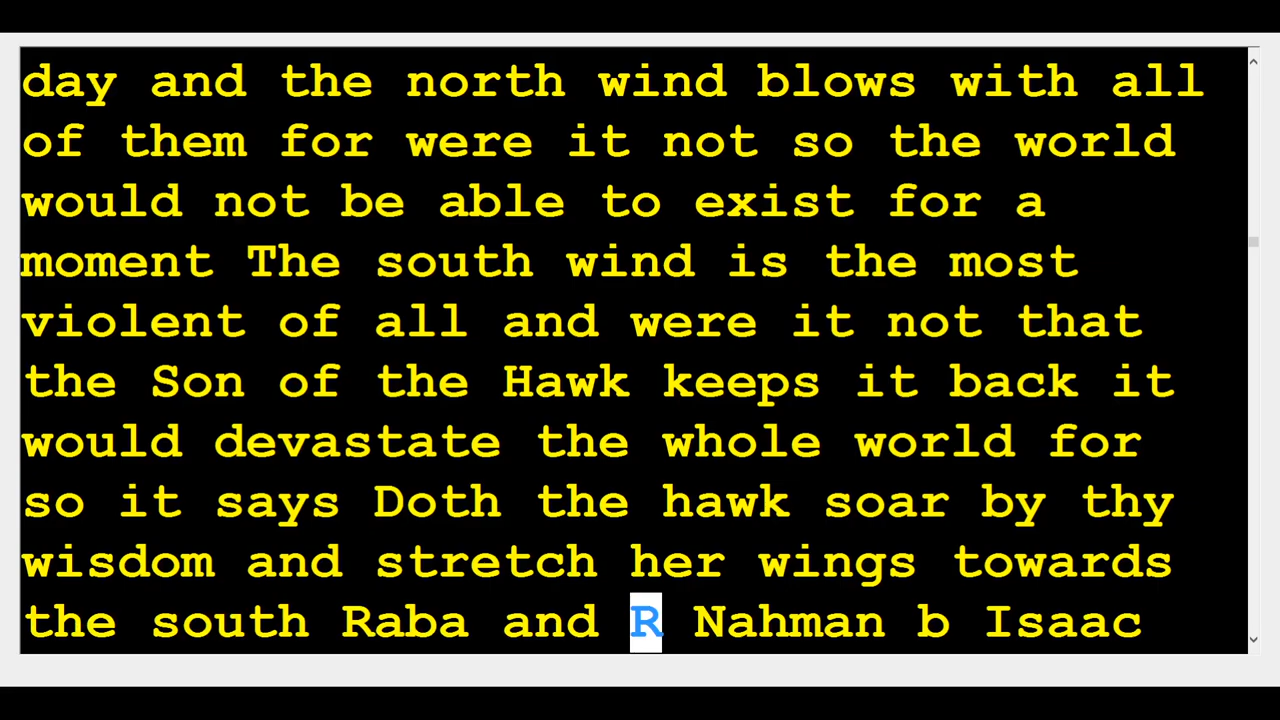 day and the north wind blows with all
of them for were it not so the world
would not be able to exist for a
moment The south wind is the most
violent of all and were it not that
the Son of the Hawk keeps it back it
would devastate the whole world for
so it says Doth the hawk soar by thy
wisdom and stretch her wings towards
the south Raba and R Nahman b Isaac